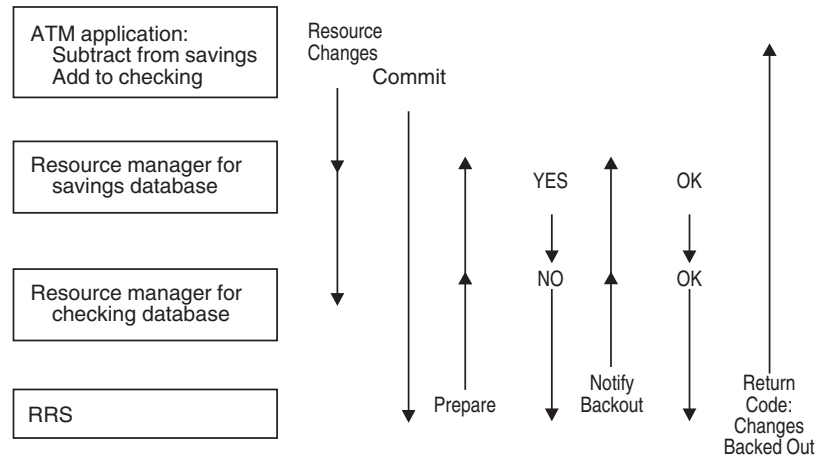 ATM application:
Subtract from savings
Add to checking
Resource
Changes
Commit
Resource manager for
savings database
YES
OK
Resource manager for
checking database
NO
OK
RRS
Prepare
Notify
Backout
Return
Code:
Changes
Backed Out